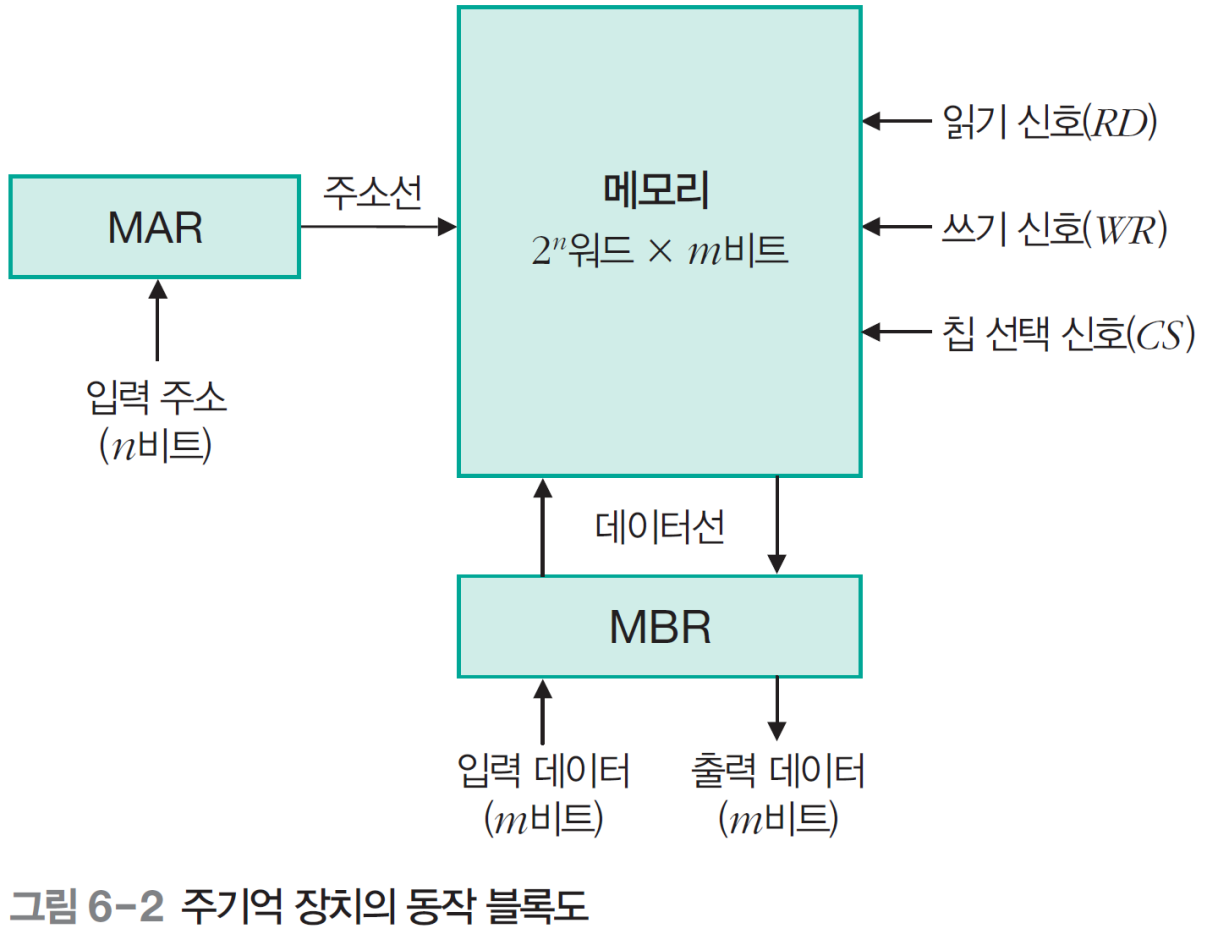 메모리
2ⁿ워드 × m비트
읽기 신호(RD)
쓰기 신호(WR)
칩 선택 신호(CS)
MAR
주소선
입력 주소
(n비트)
데이터선
MBR
입력 데이터
(m비트)
출력 데이터
(m비트)
그림 6-2 주기억 장치의 동작 블록도